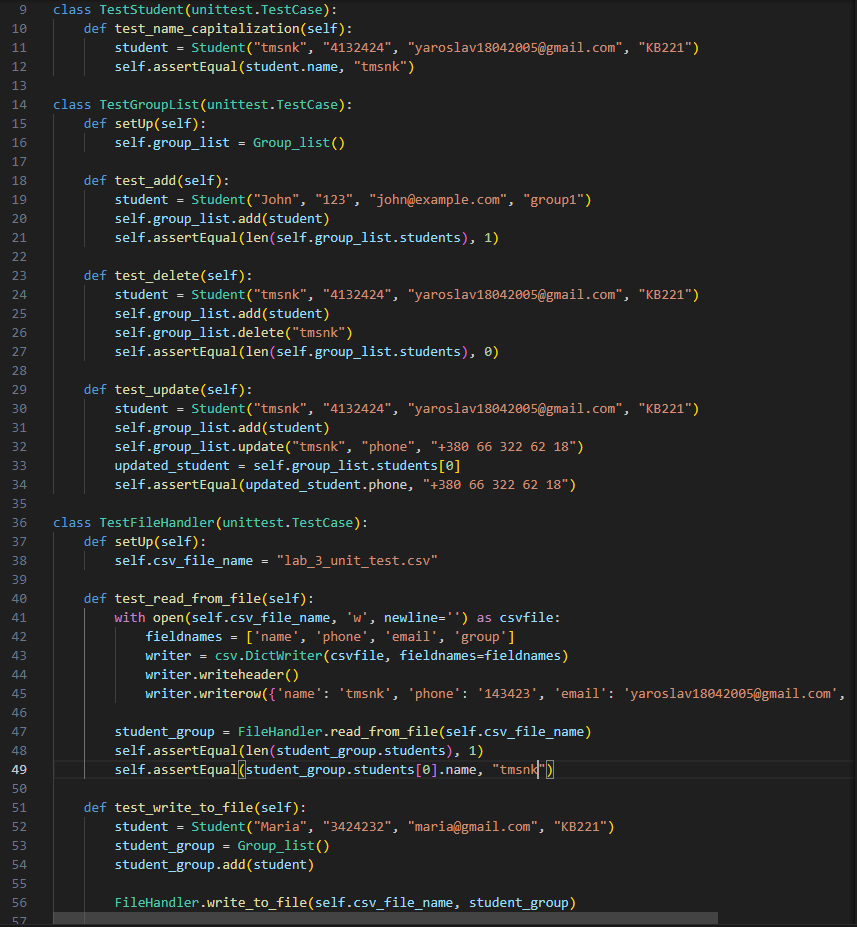 9 class TestStudent(unittest.TestCase):
10     def test_name_capitalization(self):
11         student = Student("tmsnk", "4132424", "yaroslav18042005@gmail.com", "KB221")
12         self.assertEqual(student.name, "tmsnk")
13
14 class TestGroupList(unittest.TestCase):
15     def setUp(self):
16         self.group_list = Group_list()
17
18     def test_add(self):
19         student = Student("John", "123", "john@example.com", "group1")
20         self.group_list.add(student)
21         self.assertEqual(len(self.group_list.students), 1)
22
23     def test_delete(self):
24         student = Student("tmsnk", "4132424", "yaroslav18042005@gmail.com", "KB221")
25         self.group_list.add(student)
26         self.group_list.delete("tmsnk")
27         self.assertEqual(len(self.group_list.students), 0)
28
29     def test_update(self):
30         student = Student("tmsnk", "4132424", "yaroslav18042005@gmail.com", "KB221")
31         self.group_list.add(student)
32         self.group_list.update("tmsnk", "phone", "+380 66 322 62 18")
33         updated_student = self.group_list.students[0]
34         self.assertEqual(updated_student.phone, "+380 66 322 62 18")
35
36 class TestFileHandler(unittest.TestCase):
37     def setUp(self):
38         self.csv_file_name = "lab_3_unit_test.csv"
39
40     def test_read_from_file(self):
41         with open(self.csv_file_name, 'w', newline='') as csvfile:
42             fieldnames = ['name', 'phone', 'email', 'group']
43             writer = csv.DictWriter(csvfile, fieldnames=fieldnames)
44             writer.writeheader()
45             writer.writerow({'name': 'tmsnk', 'phone': '143423', 'email': 'yaroslav18042005@gmail.com',
46
47         student_group = FileHandler.read_from_file(self.csv_file_name)
48         self.assertEqual(len(student_group.students), 1)
49         self.assertEqual(student_group.students[0].name, "tmsnk")
50
51     def test_write_to_file(self):
52         student = Student("Maria", "3424232", "maria@gmail.com", "KB221")
53         student_group = Group_list()
54         student_group.add(student)
55
56         FileHandler.write_to_file(self.csv_file_name, student_group)
57